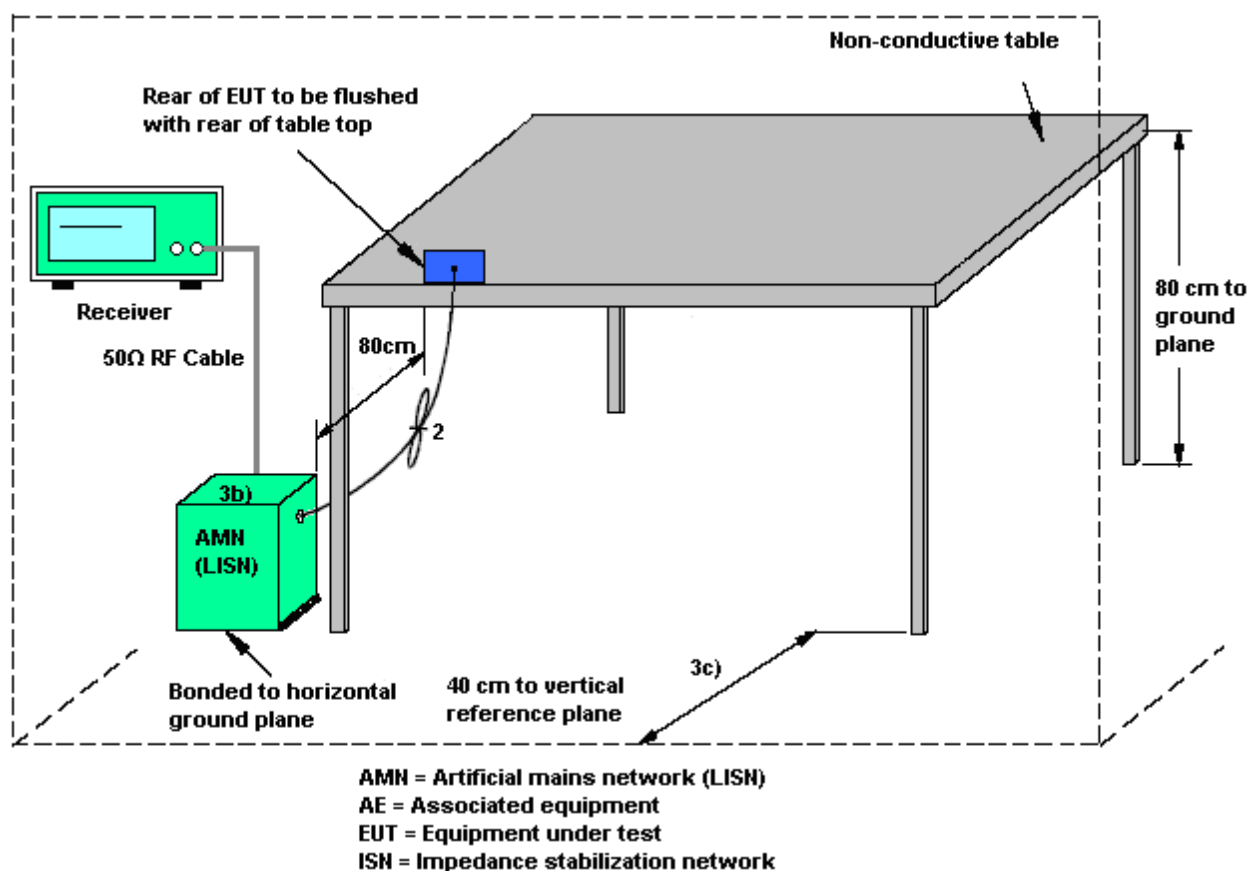 Non-conductive table
Rear of EUT to be flushed
with rear of table top
Receiver
50Ω RF Cable
80cm
80 cm to
ground
plane
2
3b)
AMN
(LISN)
3c)
Bonded to horizontal
ground plane
40 cm to vertical
reference plane
AMN = Artificial mains network (LISN)
AE = Associated equipment
EUT = Equipment under test
ISN = Impedance stabilization network